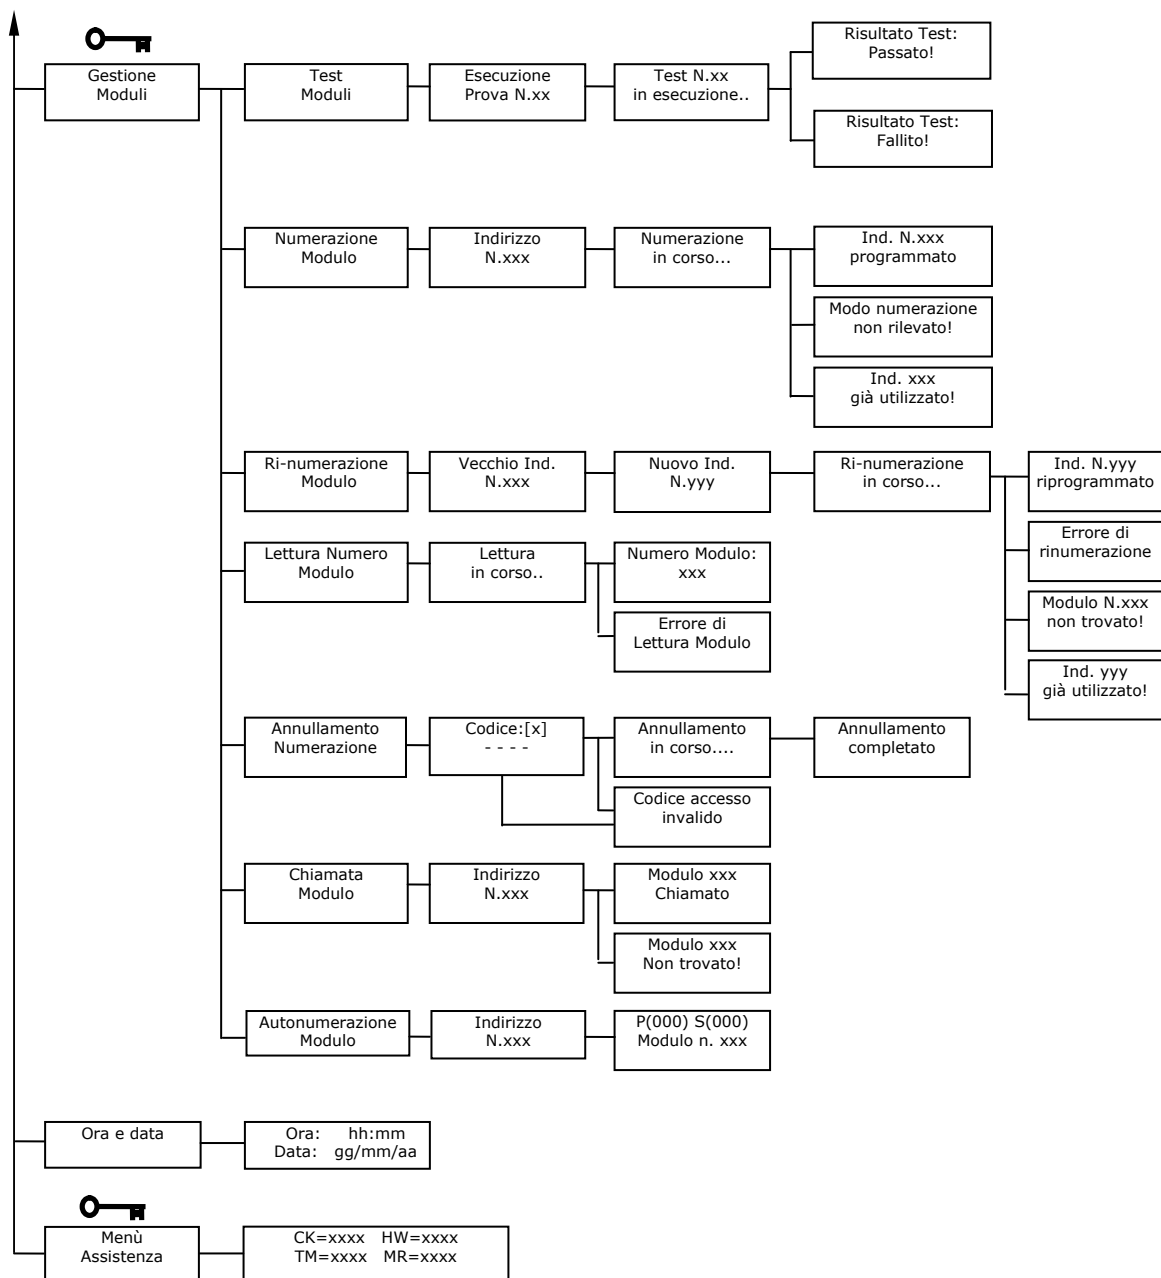 Gestione
Moduli
Test
Moduli
Esecuzione
Prova N.xx
Test N.xx
in esecuzione..
Risultato Test:
Passato!
Risultato Test:
Fallito!
Numerazione
Modulo
Indirizzo
N.xxx
Numerazione
in corso...
Ind. N.xxx
programmato
Modo numerazione
non rilevato!
Ind. xxx
già utilizzato!
Ri-numerazione
Modulo
Vecchio Ind.
N.xxx
Nuovo Ind.
N.yyy
Ri-numerazione
in corso...
Ind. N.yyy
riprogrammato
Errore di
rinumerazione
Modulo N.xxx
non trovato!
Ind. yyy
già utilizzato!
Lettura Numero
Modulo
Lettura
in corso..
Numero Modulo:
xxx
Errore di
Lettura Modulo
Annullamento
Numerazione
Codice:[x]
- - - -
Annullamento
in corso....
Annullamento
completato
Codice accesso
invalido
Chiamata
Modulo
Indirizzo
N.xxx
Modulo xxx
Chiamato
Modulo xxx
Non trovato!
Autonumerazione
Modulo
Indirizzo
N.xxx
P(000) S(000)
Modulo n. xxx
Ora e data
Ora: hh:mm
Data: gg/mm/aa
Menù
Assistenza
CK=xxxx HW=xxxx
TM=xxxx MR=xxxx